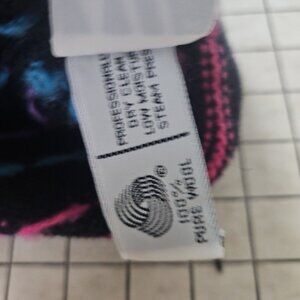 PROFESSIONALLY
DRY CLEAN
LOW MOISTURE
STEAM PRESS
®
100%
PURE WOOL